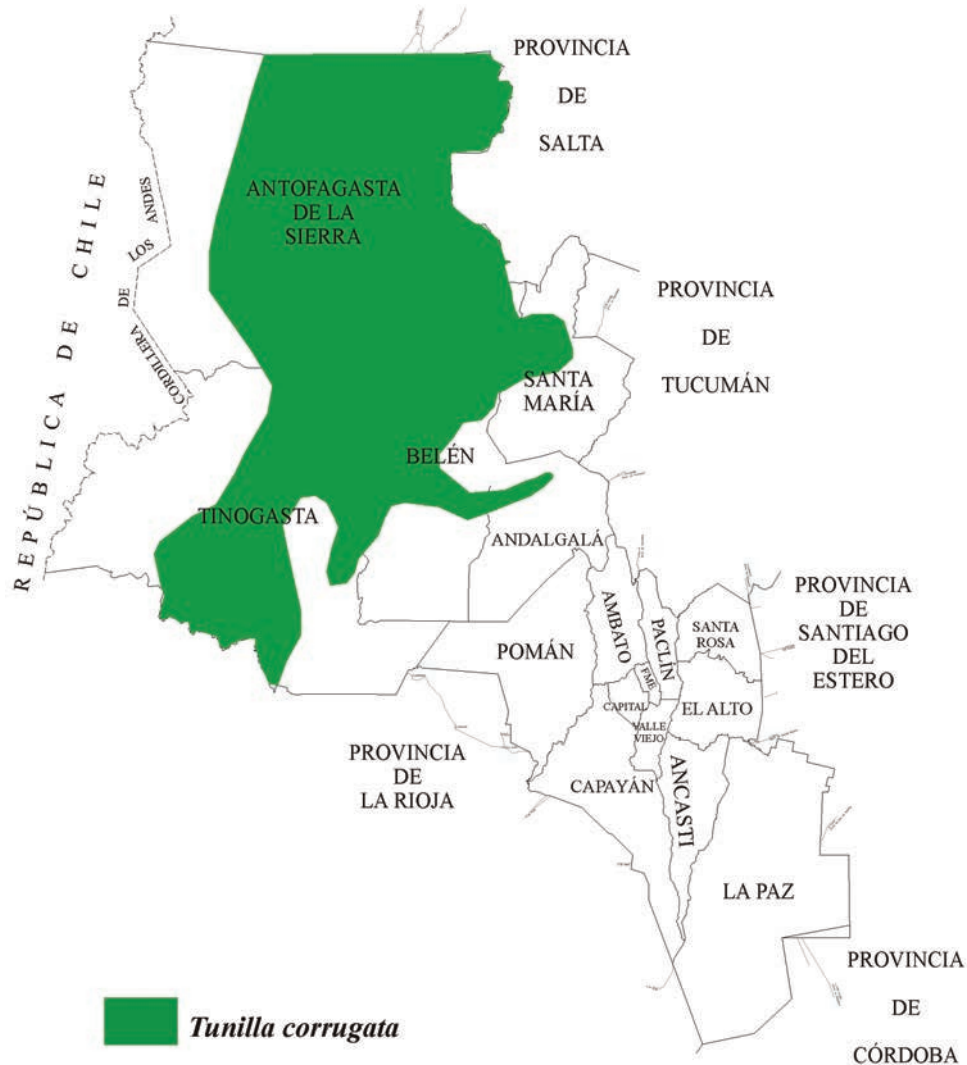 PROVINCIA
DE
SALTA
REPÚBLICA DE CHILE
CORDILLERA DE LOS ANDES
ANTOFAGASTA
DE LA
SIERRA
PROVINCIA
DE
TUCUMÁN
SANTA
MARÍA
BELÉN
TINOGASTA
ANDALGALÁ
AMBATO
PACLÍN
SANTA
ROSA
PROVINCIA
DE
SANTIAGO
DEL
ESTERO
POMÁN
FME
CAPITAL
VALLE
VIEJO
EL ALTO
PROVINCIA
DE
LA RIOJA
CAPAYÁN
ANCASTI
LA PAZ
PROVINCIA
DE
CÓRDOBA
Tunilla corrugata